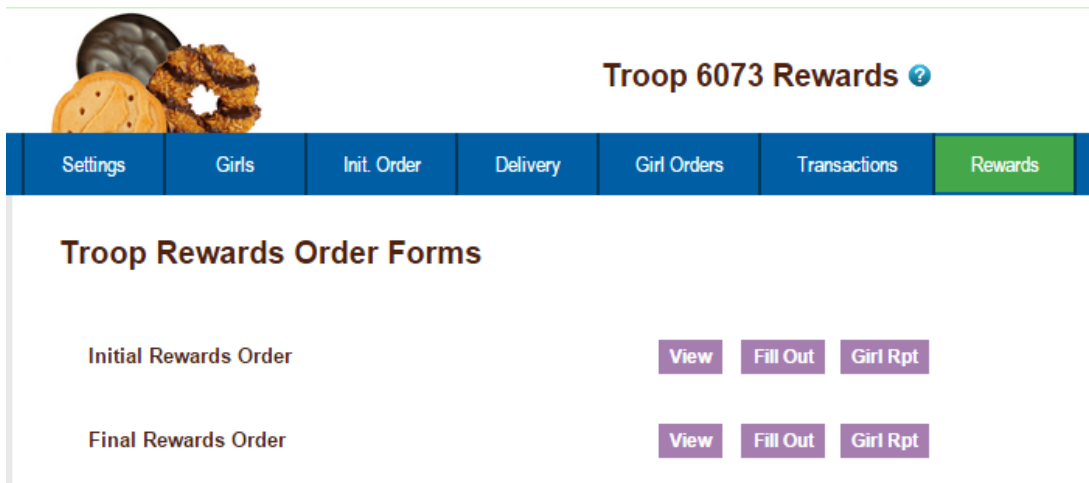 Troop 6073 Rewards ?
Settings Girls Init. Order Delivery Girl Orders Transactions Rewards
Troop Rewards Order Forms
Initial Rewards Order View Fill Out Girl Rpt
Final Rewards Order View Fill Out Girl Rpt